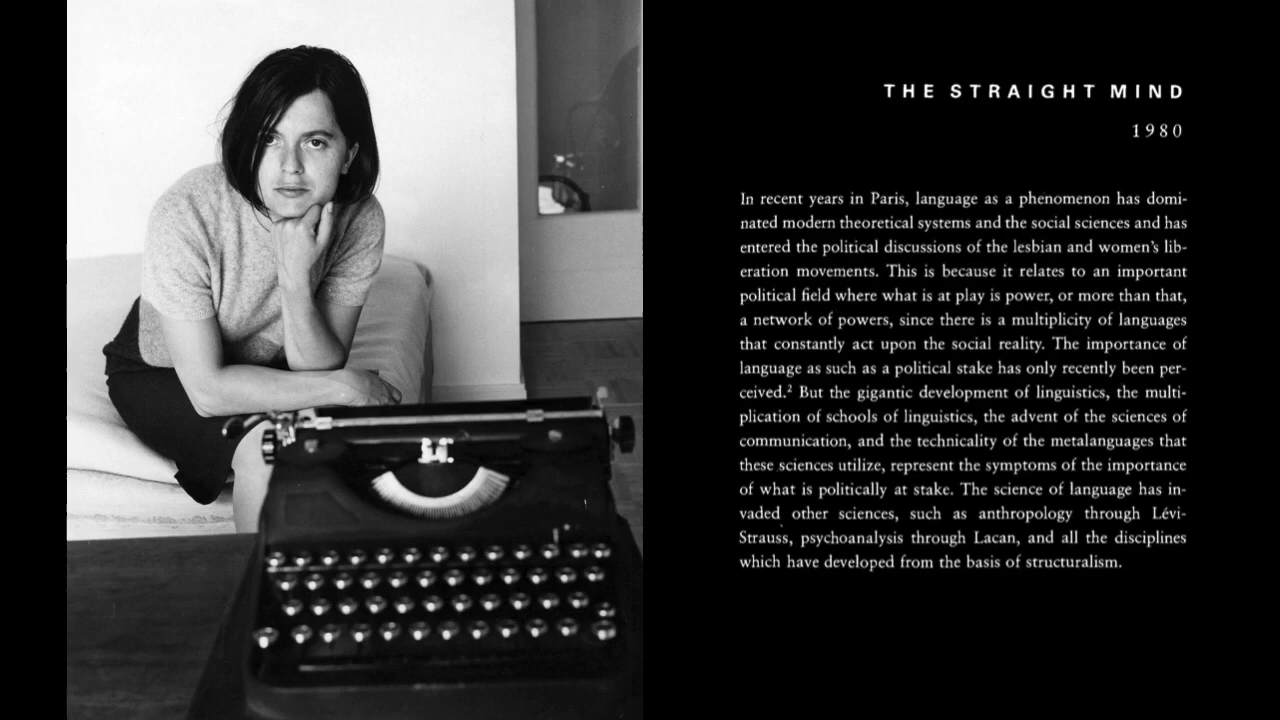 THE STRAIGHT MIND
1980
In recent years in Paris, language as a phenomenon has domi-
nated modern theoretical systems and the social sciences and has
entered the political discussions of the lesbian and women's lib-
eration movements. This is because it relates to an important
political field where what is at play is power, or more than that,
a network of powers, since there is a multiplicity of languages
that constantly act upon the social reality. The importance of
language as such as a political stake has only recently been per-
ceived.² But the gigantic development of linguistics, the multi-
plication of schools of linguistics, the advent of the sciences of
communication, and the technicality of the metalanguages that
these sciences utilize, represent the symptoms of the importance
of what is politically at stake. The science of language has in-
vaded other sciences, such as anthropology through Lévi-
Strauss, psychoanalysis through Lacan, and all the disciplines
which have developed from the basis of structuralism.